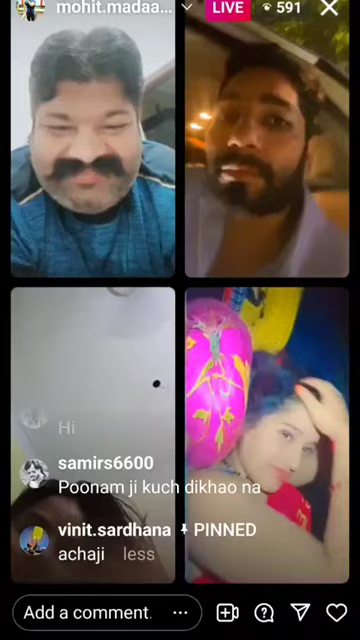 mohit.madaa...
LIVE
591
Hi
samirs6600
Poonam ji kuch dikhao na
vinit.sardhana PINNED
achaji less
Add a comment.